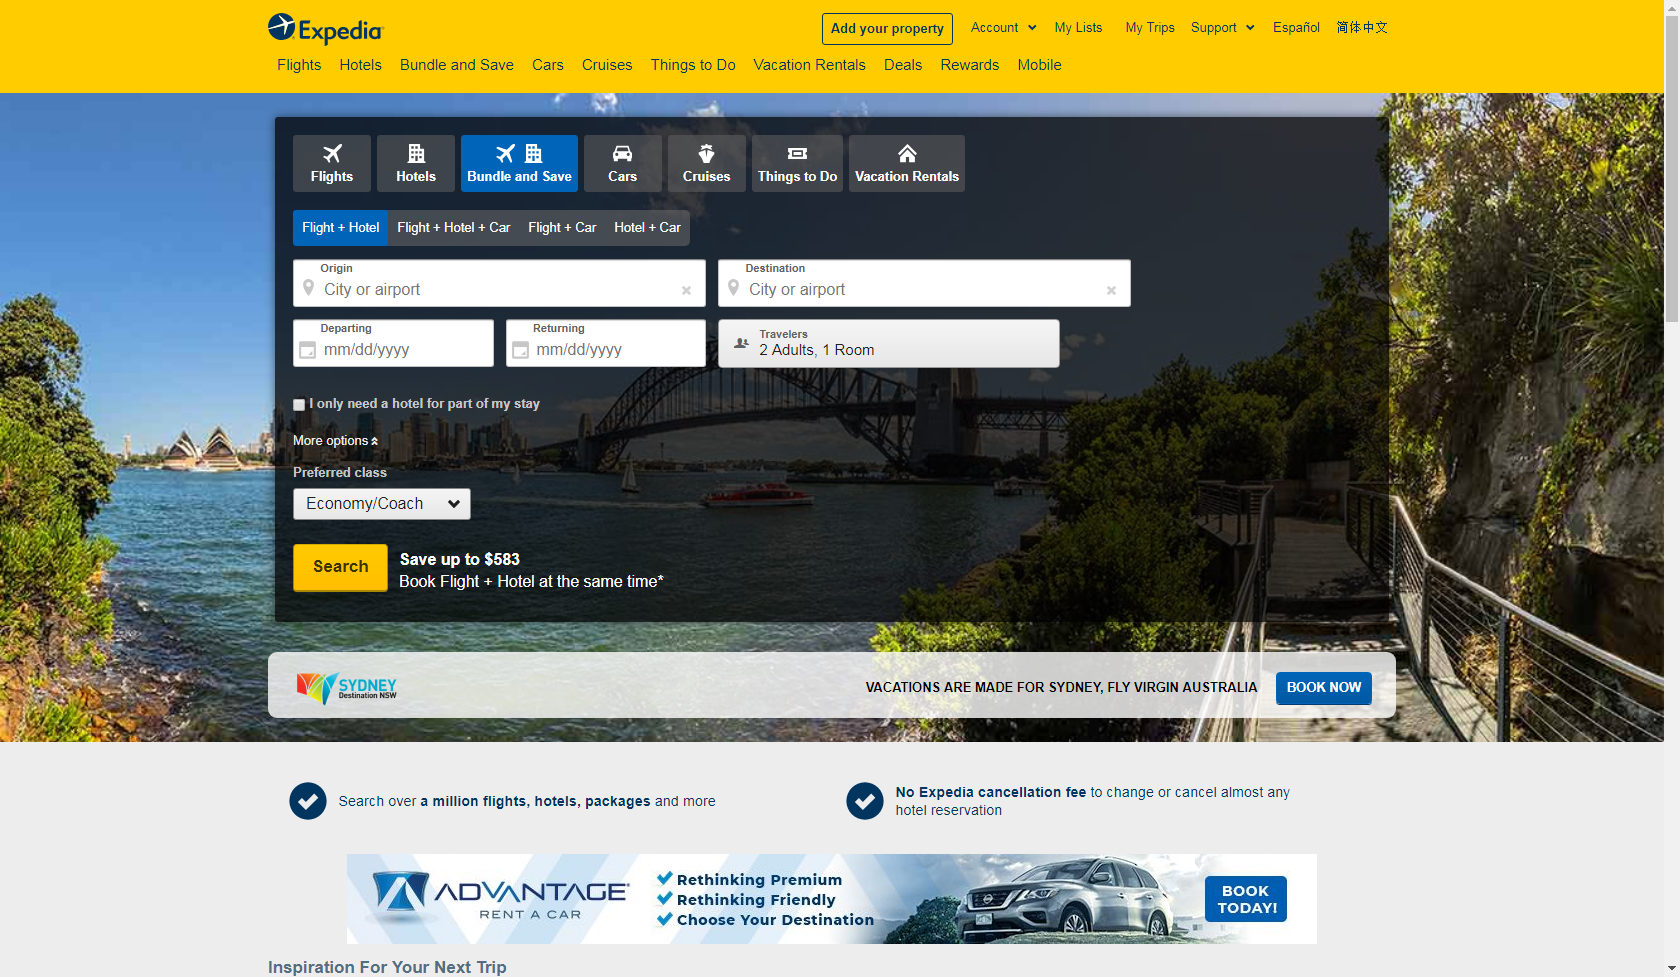 Expedia
Add your property
Account
My Lists
My Trips
Support
Español
简体中文
Flights
Hotels
Bundle and Save
Cars
Cruises
Things to Do
Vacation Rentals
Deals
Rewards
Mobile
Flights
Hotels
Bundle and Save
Cars
Cruises
Things to Do
Vacation Rentals
Flight + Hotel
Flight + Hotel + Car
Flight + Car
Hotel + Car
Origin
City or airport
Destination
City or airport
Departing
mm/dd/yyyy
Returning
mm/dd/yyyy
Travelers
2 Adults, 1 Room
I only need a hotel for part of my stay
More options
Preferred class
Economy/Coach
Search
Save up to $583
Book Flight + Hotel at the same time*
SYDNEY
Destination NSW
VACATIONS ARE MADE FOR SYDNEY, FLY VIRGIN AUSTRALIA
BOOK NOW
Search over a million flights, hotels, packages and more
No Expedia cancellation fee to change or cancel almost any
hotel reservation
ADVANTAGE
RENT A CAR
Rethinking Premium
Rethinking Friendly
Choose Your Destination
BOOK
TODAY!
Inspiration For Your Next Trip